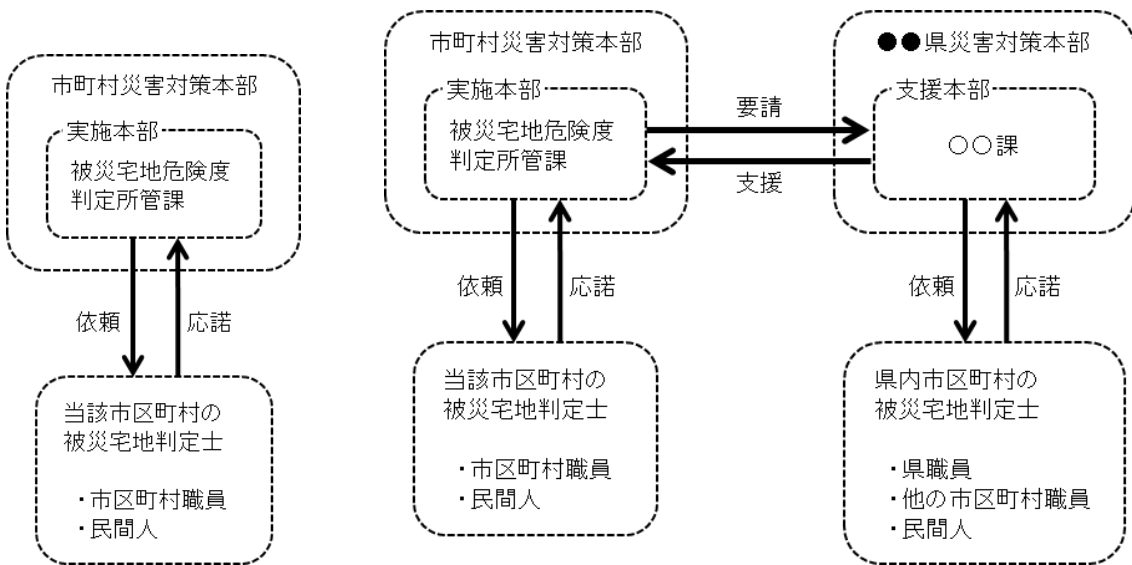 市町村災害対策本部
実施本部
被災宅地危険度
判定所管課
依頼
応諾
当該市区町村の
被災宅地判定士
・市区町村職員
・民間人
市町村災害対策本部
実施本部
被災宅地危険度
判定所管課
要請
支援
依頼
応諾
当該市区町村の
被災宅地判定士
・市区町村職員
・民間人
●●県災害対策本部
支援本部
○○課
依頼
応諾
県内市区町村の
被災宅地判定士
・県職員
・他の市区町村職員
・民間人